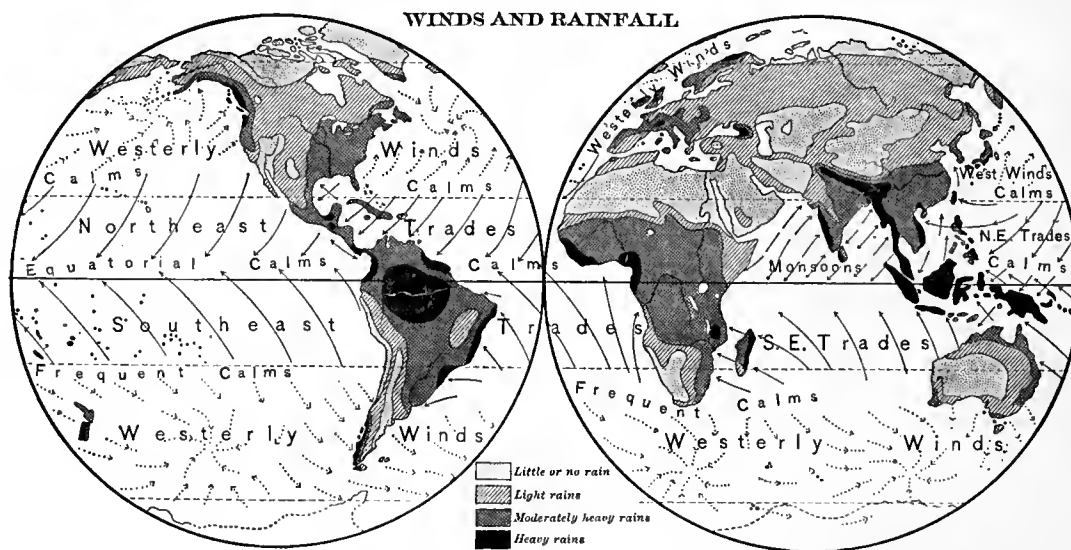 WINDS AND RAINFALL
Westerly Winds
Calms Calms
Northeast Trades
Equatorial Calms Calms
Southeast Trades
Frequent Calms
Westerly Winds
Westerly Winds
West Winds
Calms
N.E. Trades
Monsoons Calms
S.E. Trades
Frequent Calms
Westerly Winds
Little or no rain
Light rains
Moderately heavy rains
Heavy rains